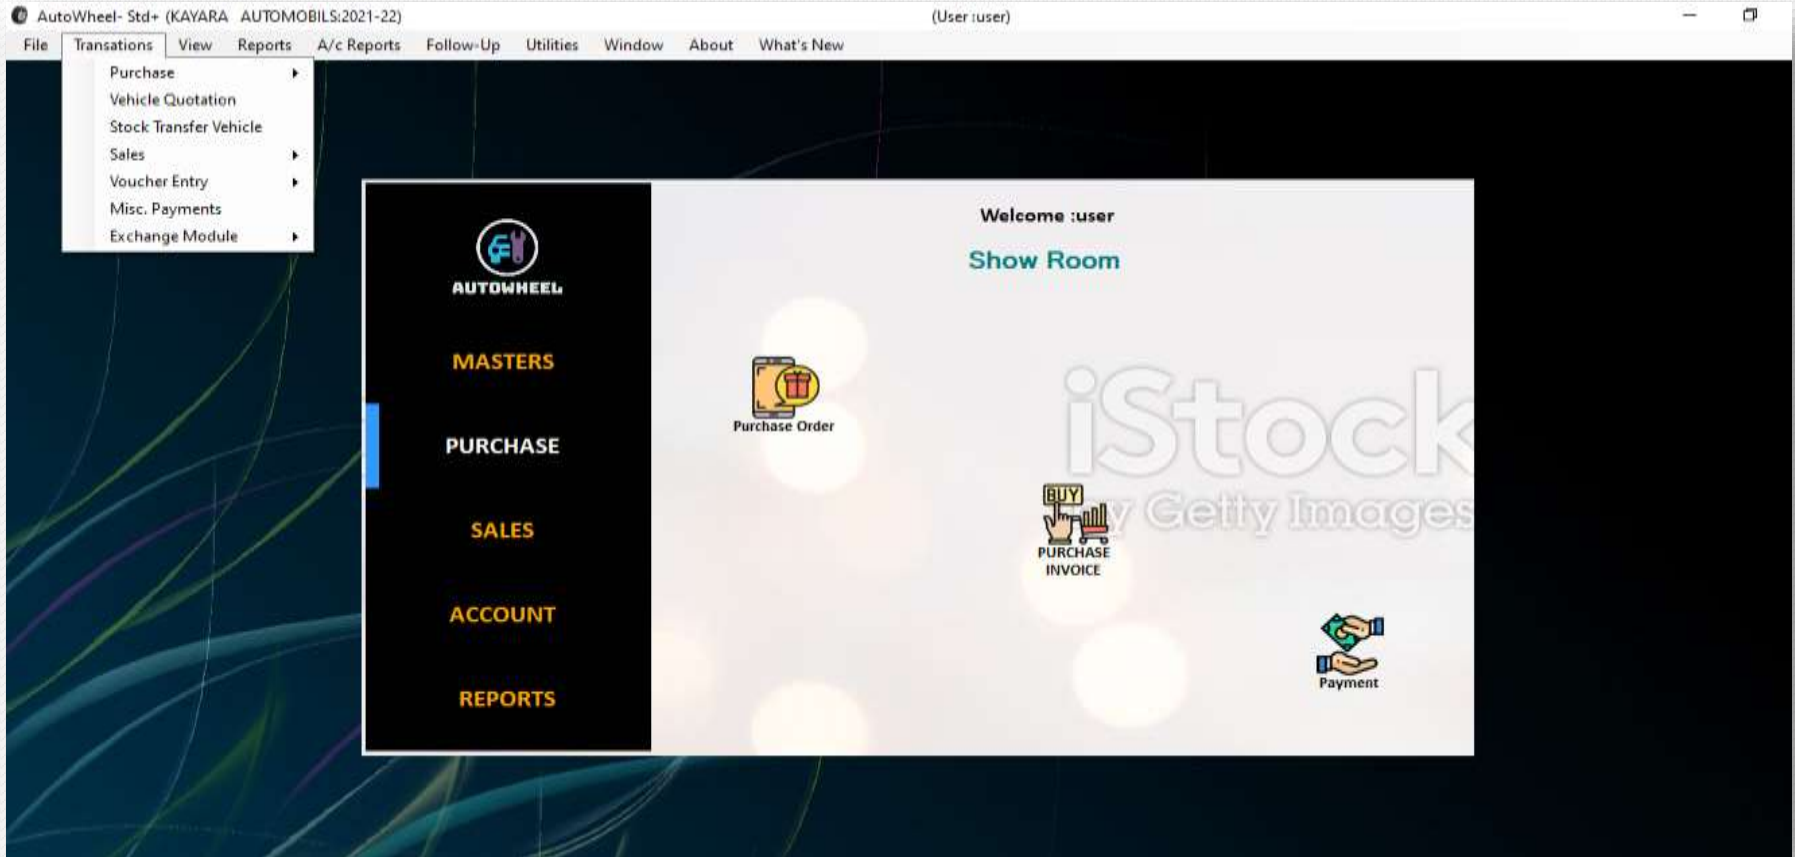 AutoWheel- Std+ (KAYARA  AUTOMOBILS:2021-22)
(User :user)
File Transations View Reports A/c Reports Follow-Up Utilities Window About What's New
Purchase
Vehicle Quotation
Stock Transfer Vehicle
Sales
Voucher Entry
Misc. Payments
Exchange Module
AUTOWHEEL
MASTERS
PURCHASE
SALES
ACCOUNT
REPORTS
Welcome :user
Show Room
Purchase Order
iStock
by Getty Images
BUY
PURCHASE
INVOICE
Payment